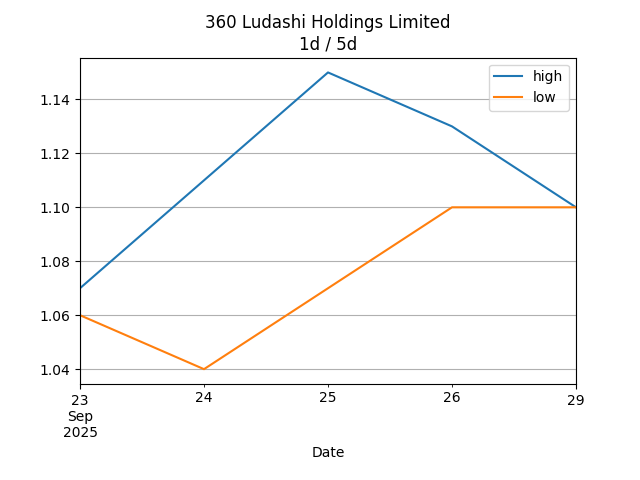 360 Ludashi Holdings Limited
1d / 5d
high
low
1.14
1.12
1.10
1.08
1.06
1.04
23
Sep
2025
24
25
26
29
Date